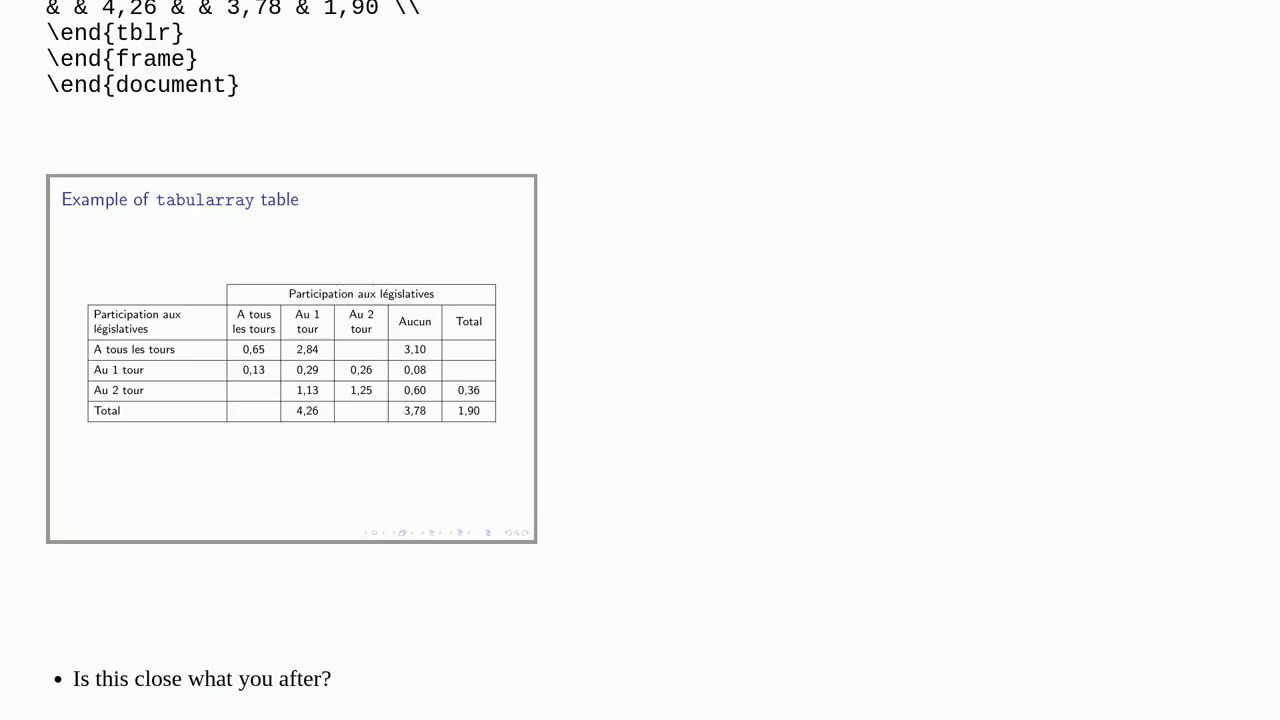 & & 4,26 & & 3,78 & 1,90 \\
\end{tblr}
\end{frame}
\end{document}
Example of tabularray table
Participation aux législatives
Participation aux législatives A tous les tours Au 1 tour Au 2 tour Aucun Total
A tous les tours 0,65 2,84 3,10
Au 1 tour 0,13 0,29 0,26 0,08
Au 2 tour 1,13 1,25 0,60 0,36
Total 4,26 3,78 1,90
• Is this close what you after?